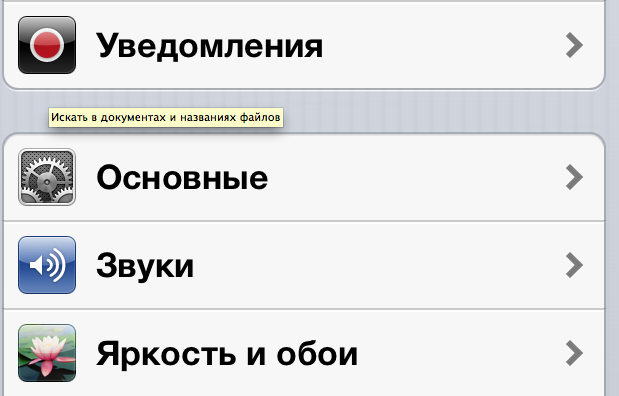 Уведомления
Искать в документах и названиях файлов
Основные
Звуки
Яркость и обои